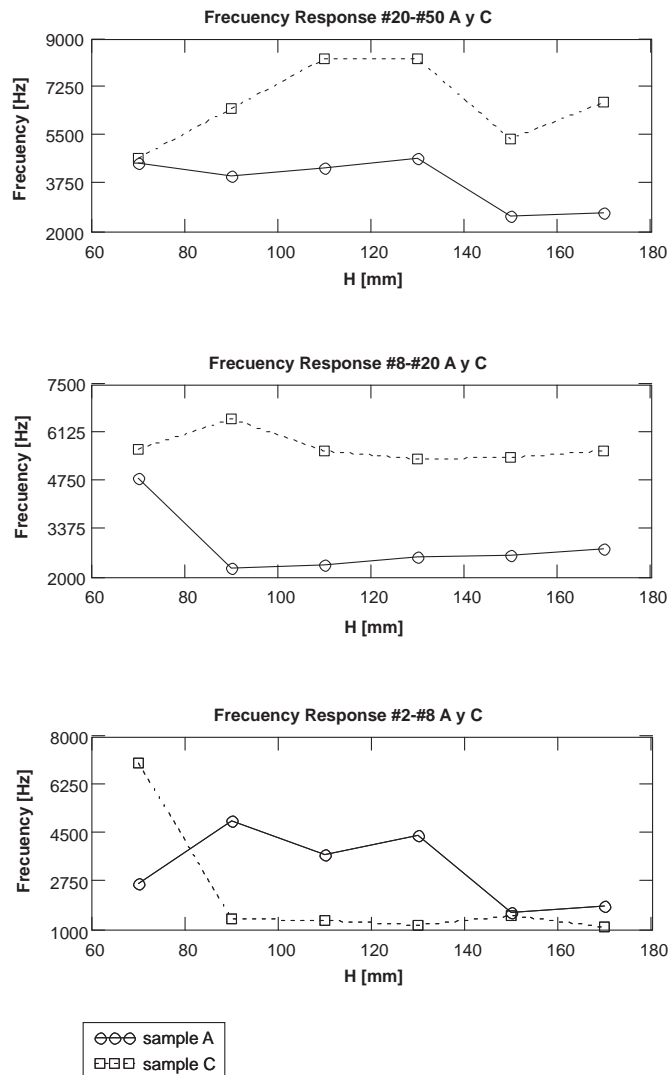 Frecuency Response #20-#50 A y C
9000
7250
5500
3750
2000
Frecuency [Hz]
60 80 100 120 140 160 180
H [mm]
Frecuency Response #8-#20 A y C
7500
6125
4750
3375
2000
Frecuency [Hz]
60 80 100 120 140 160 180
H [mm]
Frecuency Response #2-#8 A y C
8000
6250
4500
2750
1000
Frecuency [Hz]
60 80 100 120 140 160 180
H [mm]
sample A
sample C